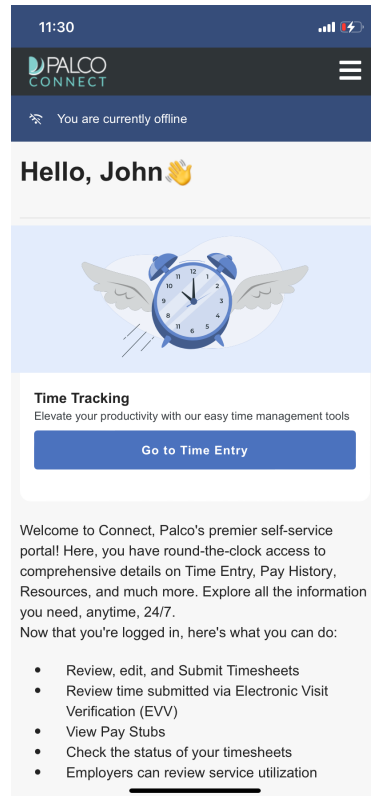 11:30
PALCO
CONNECT
You are currently offline
Hello, John👋
12
11 1
10 2
9 3
8 4
11 5
6
Time Tracking
Elevate your productivity with our easy time management tools
Go to Time Entry
Welcome to Connect, Palco's premier self-service
portal! Here, you have round-the-clock access to
comprehensive details on Time Entry, Pay History,
Resources, and much more. Explore all the information
you need, anytime, 24/7.
Now that you're logged in, here's what you can do:
• Review, edit, and Submit Timesheets
• Review time submitted via Electronic Visit
Verification (EVV)
• View Pay Stubs
• Check the status of your timesheets
• Employers can review service utilization